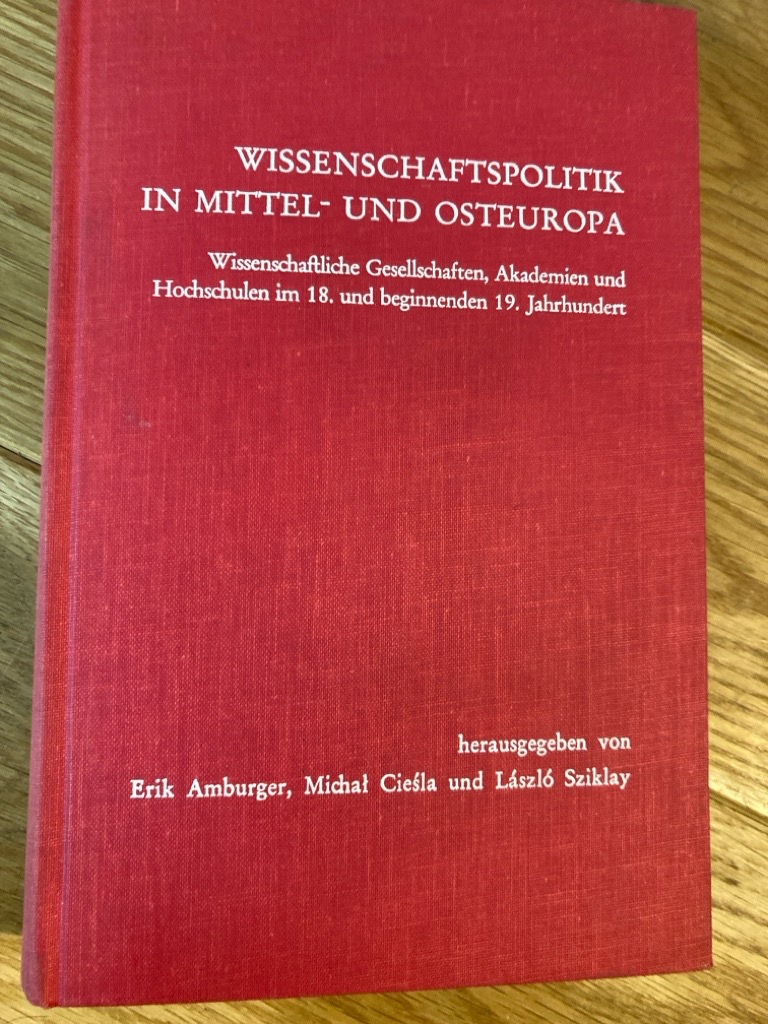 WISSENSCHAFTSPOLITIK
IN MITTEL- UND OSTEUROPA
Wissenschaftliche Gesellschaften, Akademien und
Hochschulen im 18. und beginnenden 19. Jahrhundert
herausgegeben von
Erik Amburger, Michał Cieśla und László Sziklay